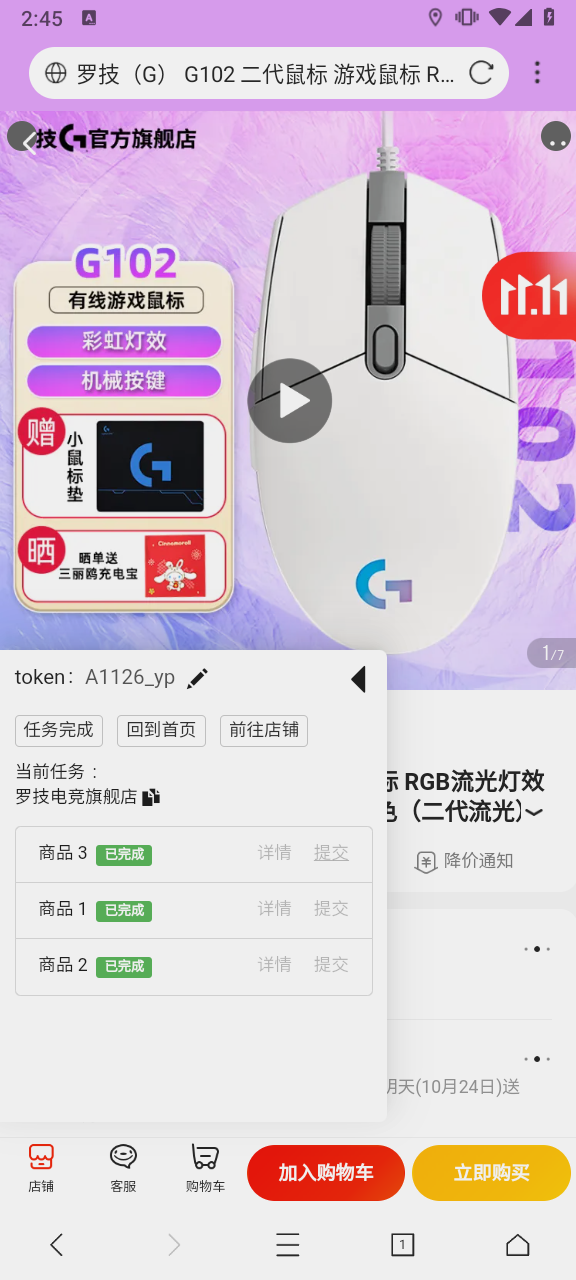 2:45
A
罗技（G） G102 二代鼠标 游戏鼠标 R...
技G官方旗舰店
G102
有线游戏鼠标
彩虹灯效
机械按键
赠
小鼠标垫
晒
晒单送
三丽鸥充电宝
Cinnamoroll
11.11
102
1/7
token: A1126_yp
任务完成 回到首页 前往店铺
当前任务：
罗技电竞旗舰店
商品 3 已完成 详情 提交
商品 1 已完成 详情 提交
商品 2 已完成 详情 提交
RGB流光灯效
（二代流光）
降价通知
明天(10月24日)送
店铺 客服 购物车 加入购物车 立即购买
1